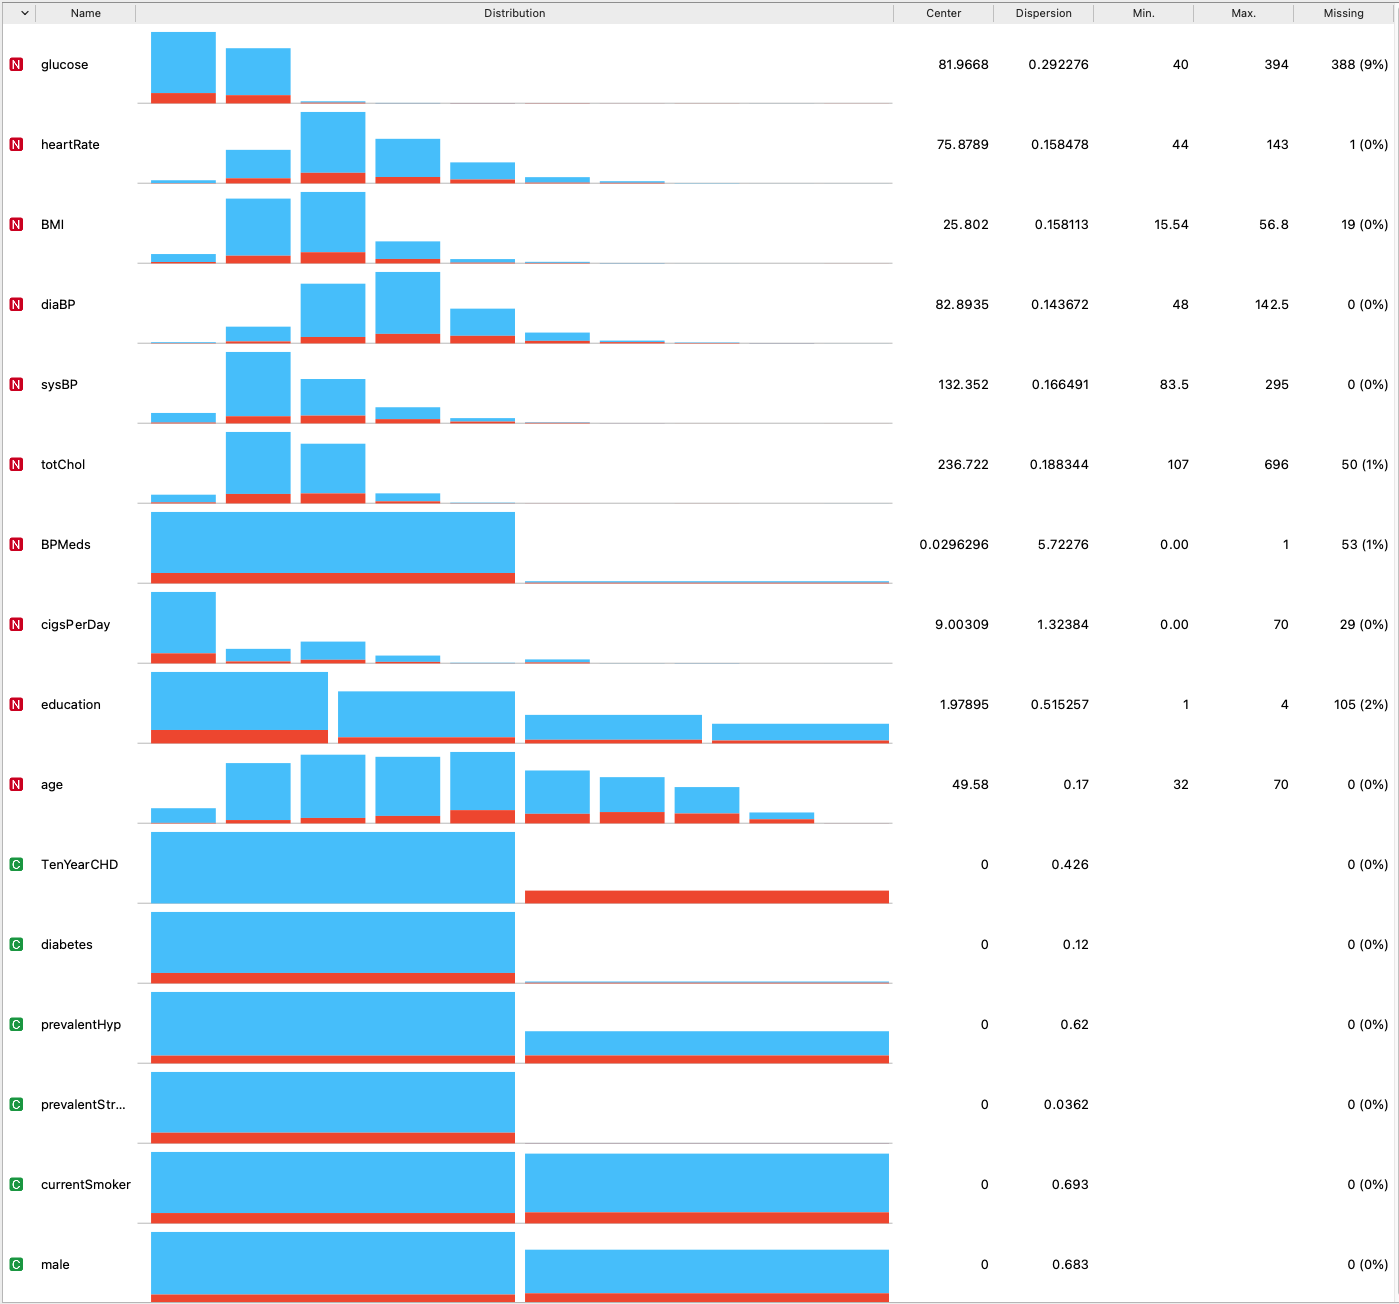 Name Distribution Center Dispersion Min. Max. Missing
N glucose 81.9668 0.292276 40 394 388 (9%)
N heartRate 75.8789 0.158478 44 143 1 (0%)
N BMI 25.802 0.158113 15.54 56.8 19 (0%)
N diaBP 82.8935 0.143672 48 142.5 0 (0%)
N sysBP 132.352 0.166491 83.5 295 0 (0%)
N totChol 236.722 0.188344 107 696 50 (1%)
N BPMeds 0.0296296 5.72276 0.00 1 53 (1%)
N cigsPerDay 9.00309 1.32384 0.00 70 29 (0%)
N education 1.97895 0.515257 1 4 105 (2%)
N age 49.58 0.17 32 70 0 (0%)
C TenYearCHD 0 0.426 0 (0%)
C diabetes 0 0.12 0 (0%)
C prevalentHyp 0 0.62 0 (0%)
C prevalentStr... 0 0.0362 0 (0%)
C currentSmoker 0 0.693 0 (0%)
C male 0 0.683 0 (0%)